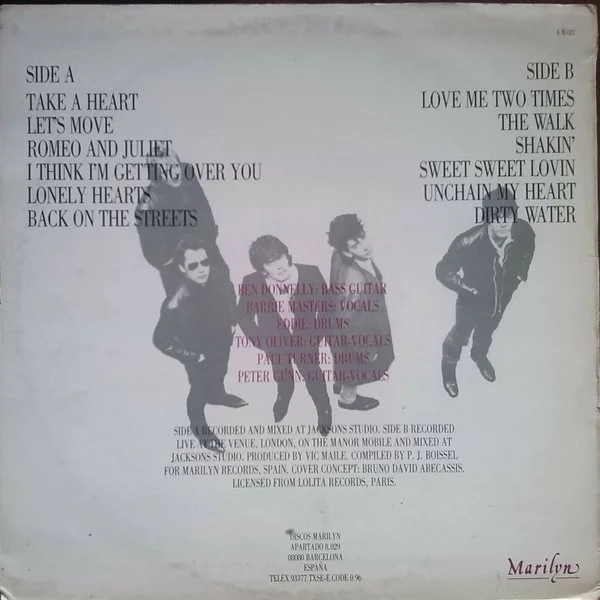 A M-027
SIDE A
TAKE A HEART
LET'S MOVE
ROMEO AND JULIET
I THINK I'M GETTING OVER YOU
LONELY HEARTS
BACK ON THE STREETS
SIDE B
LOVE ME TWO TIMES
THE WALK
SHAKIN'
SWEET SWEET LOVIN
UNCHAIN MY HEART
DIRTY WATER
BEN DONNELLY: BASS GUITAR
BARRIE MASTERS: VOCALS
EDDIE: DRUMS
TONY OLIVER: GUITAR-VOCALS
PAUL TURNER: DRUMS
PETER GUNN: GUITAR-VOCALS
SIDE A RECORDED AND MIXED AT JACKSONS STUDIO. SIDE B RECORDED
LIVE AT THE VENUE, LONDON, ON THE MANOR MOBILE AND MIXED AT
JACKSONS STUDIO. PRODUCED BY VIC MAILE. COMPILED BY P. J. BOISSEL
FOR MARILYN RECORDS, SPAIN. COVER CONCEPT: BRUNO DAVID ABECASSIS.
LICENSED FROM LOLITA RECORDS, PARIS.
DISCOS MARILYN
APARTADO 8.029
08080 BARCELONA
ESPAÑA
TELEX 93377 TXSE-E CODE 0 96
Marilyn